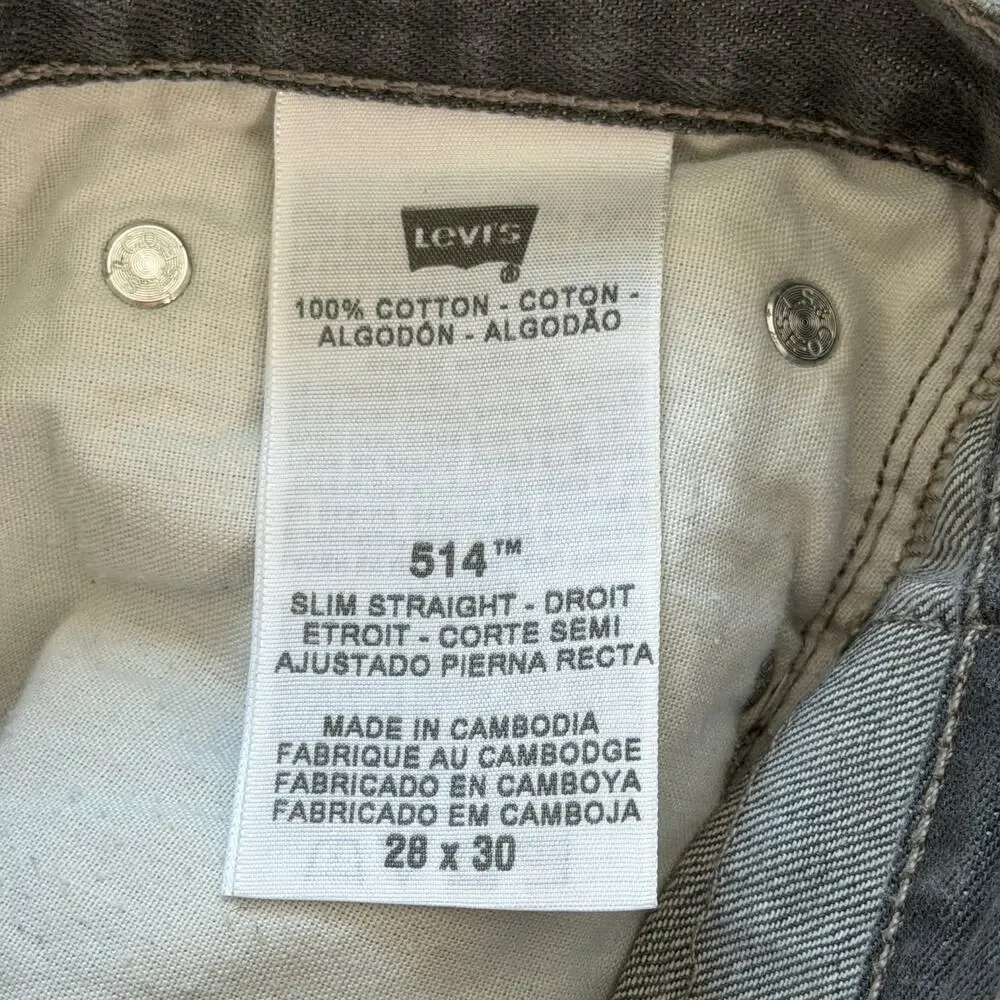 LEVI'S
®
100% COTTON - COTON -
ALGODÓN - ALGODÃO
514™
SLIM STRAIGHT - DROIT
ETROIT - CORTE SEMI
AJUSTADO PIERNA RECTA
MADE IN CAMBODIA
FABRIQUE AU CAMBODGE
FABRICADO EN CAMBOYA
FABRICADO EM CAMBOJA
28 x 30